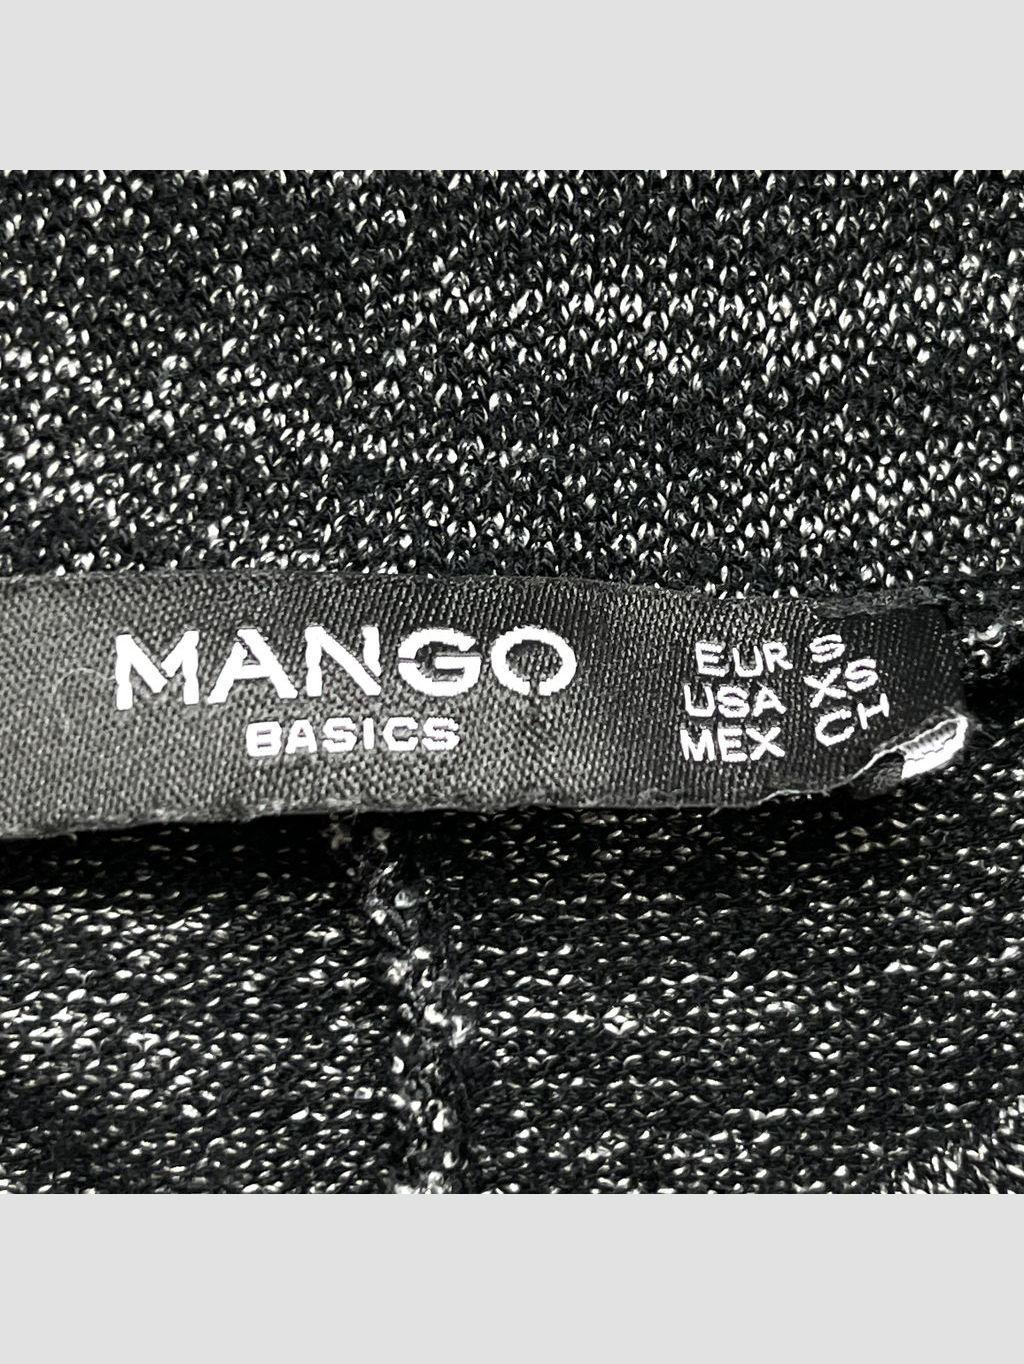 MANGO
BASICS
EUR S
USA XS
MEX CH